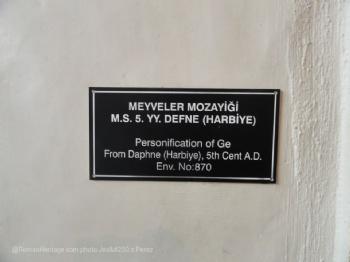 MEYVELER MOZAYİĞİ
M.S. 5. YY. DEFNE (HARBİYE)
Personification of Ge
From Daphne (Harbiye), 5th Cent A.D.
Env. No:870